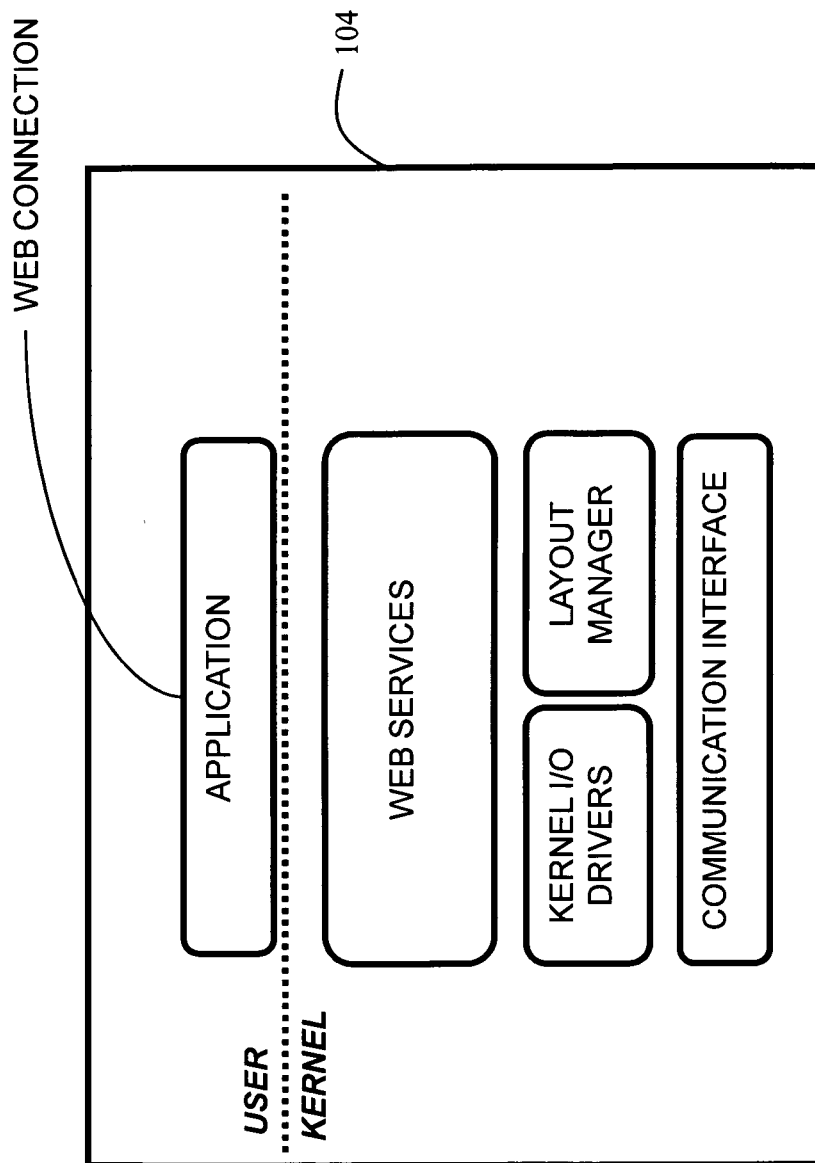 WEB CONNECTION
104
USER
APPLICATION
KERNEL
WEB SERVICES
KERNEL I/O
DRIVERS
LAYOUT
MANAGER
COMMUNICATION INTERFACE